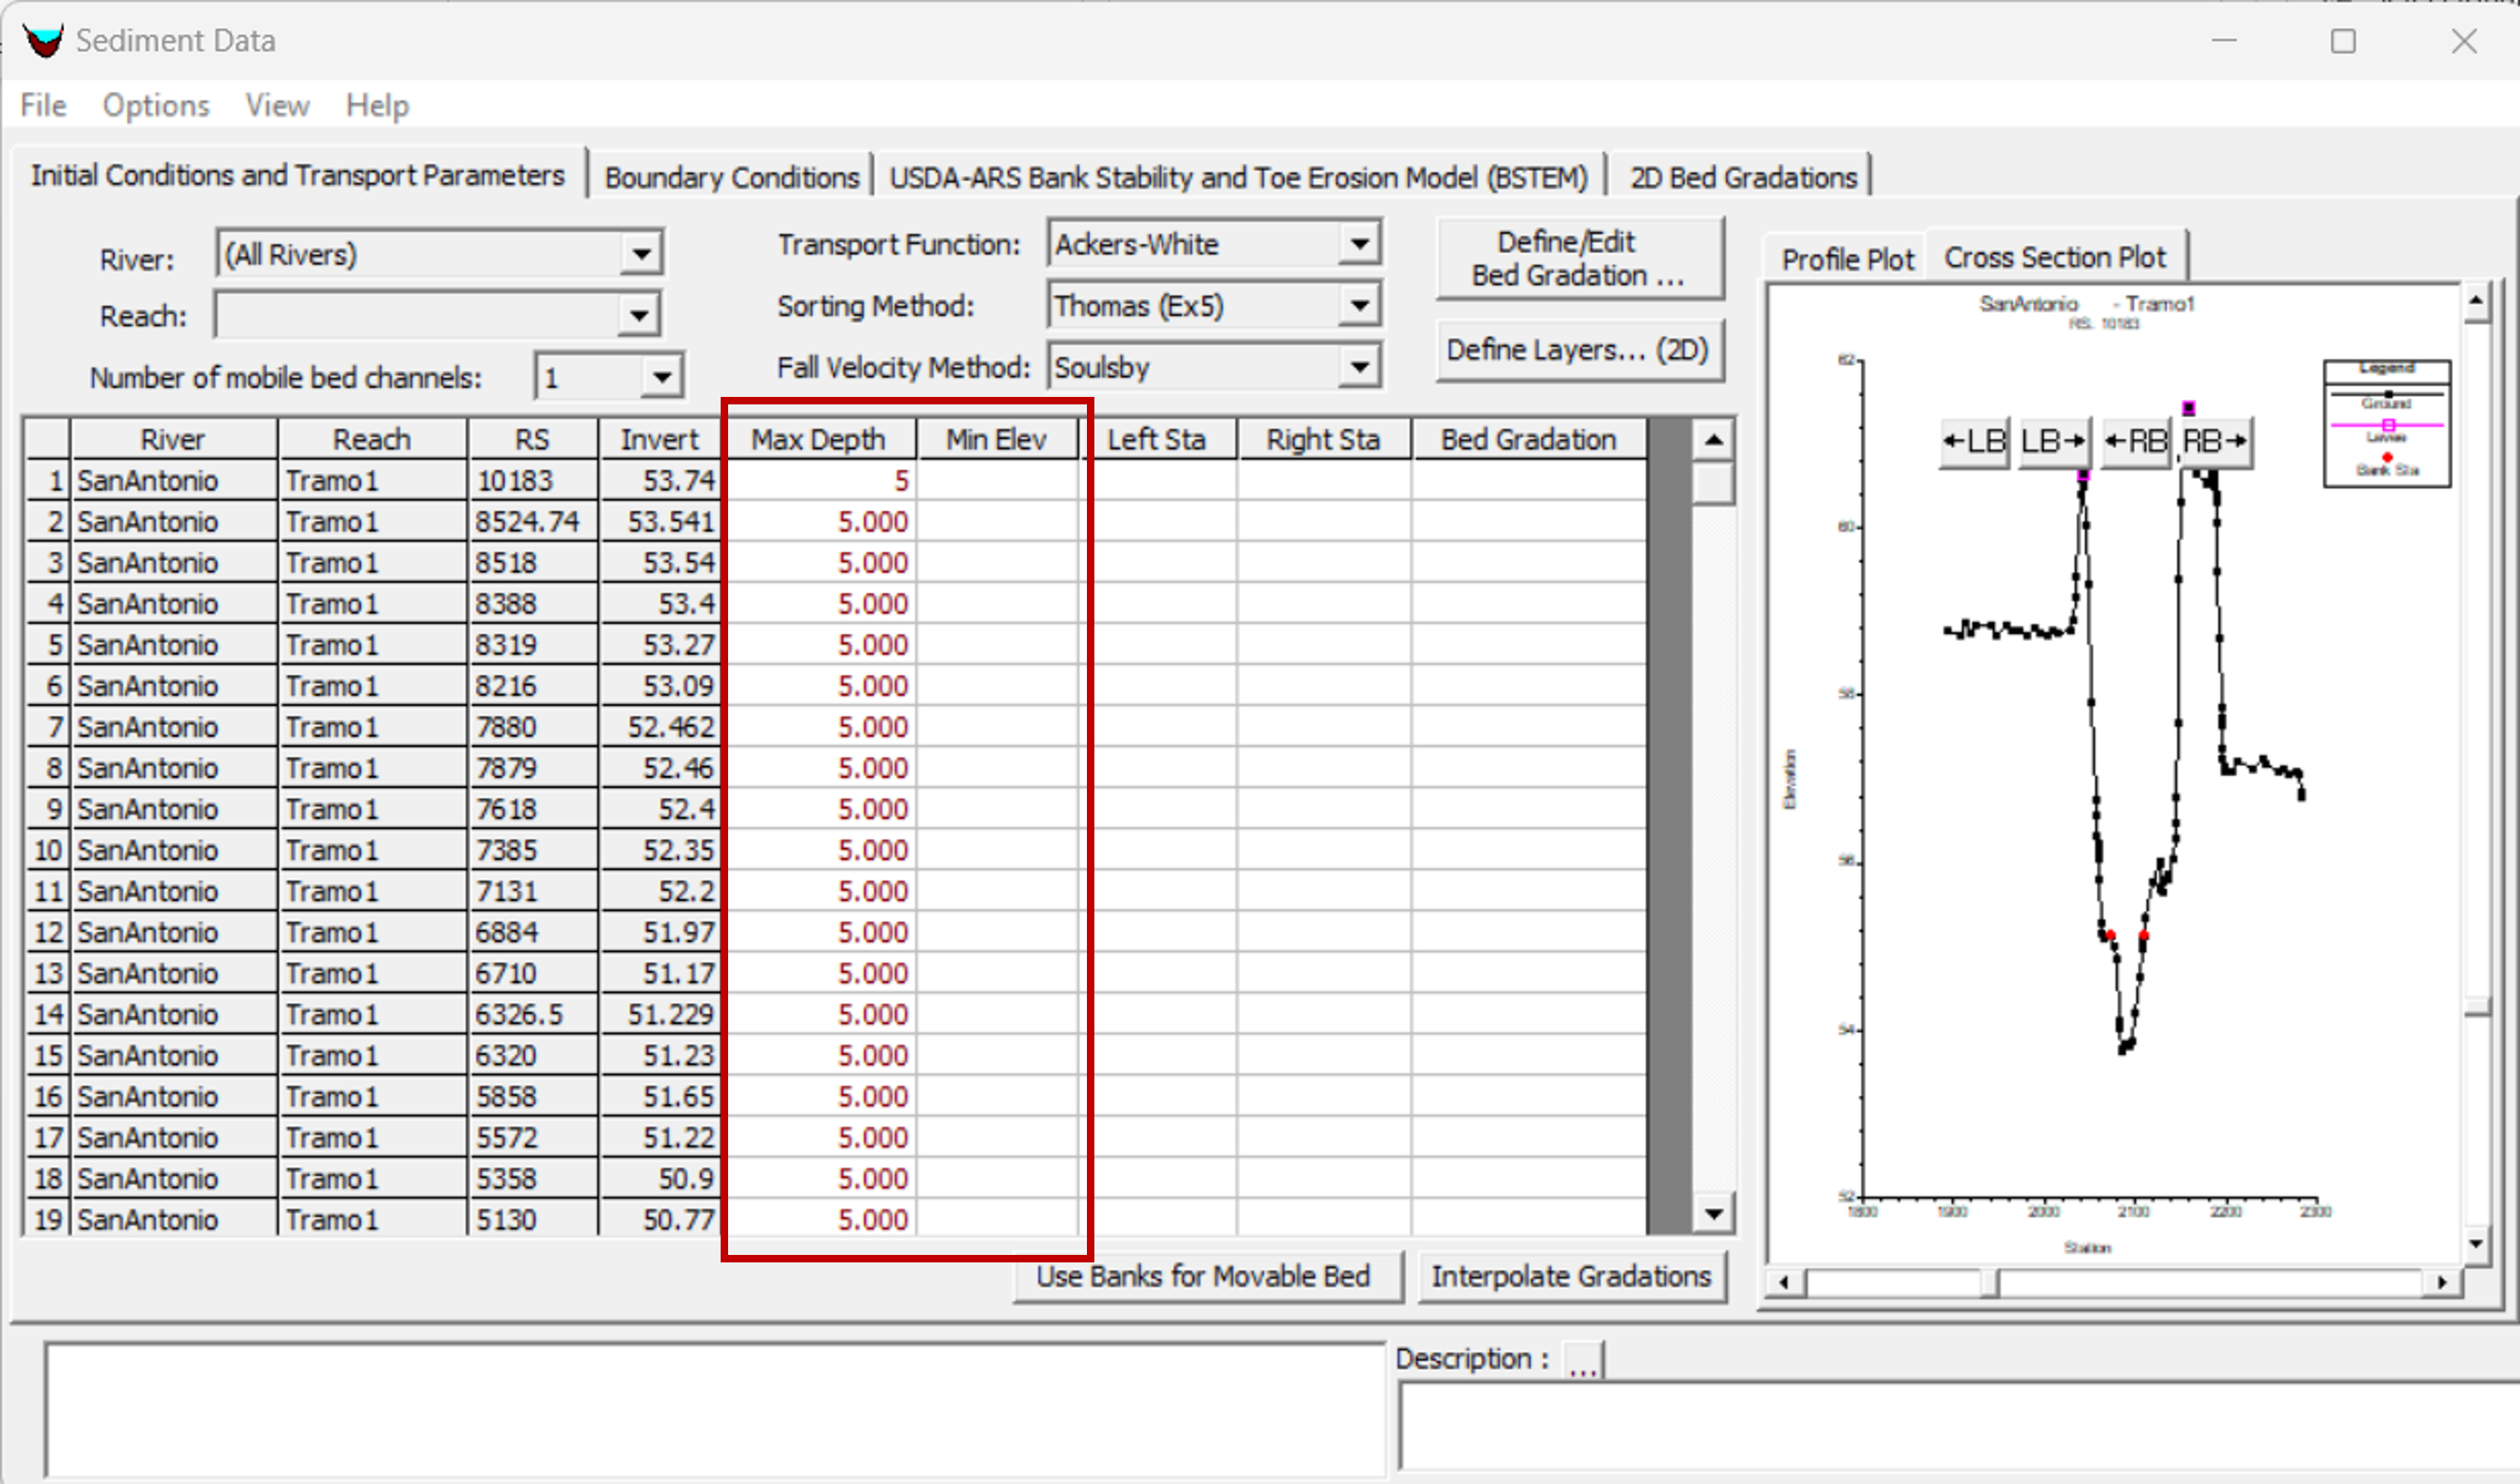 Sediment Data
File Options View Help
Initial Conditions and Transport Parameters Boundary Conditions USDA-ARS Bank Stability and Toe Erosion Model (BSTEM) 2D Bed Gradations
River: (All Rivers)
Reach:
Number of mobile bed channels: 1
Transport Function: Ackers-White
Sorting Method: Thomas (Ex5)
Fall Velocity Method: Soulsby
Define/Edit
Bed Gradation ...
Define Layers... (2D)
River Reach RS Invert Max Depth Min Elev Left Sta Right Sta Bed Gradation
1 SanAntonio Tramo1 10183 53.74 5
2 SanAntonio Tramo1 8524.74 53.541 5.000
3 SanAntonio Tramo1 8518 53.54 5.000
4 SanAntonio Tramo1 8388 53.4 5.000
5 SanAntonio Tramo1 8319 53.27 5.000
6 SanAntonio Tramo1 8216 53.09 5.000
7 SanAntonio Tramo1 7880 52.462 5.000
8 SanAntonio Tramo1 7879 52.46 5.000
9 SanAntonio Tramo1 7618 52.4 5.000
10 SanAntonio Tramo1 7385 52.35 5.000
11 SanAntonio Tramo1 7131 52.2 5.000
12 SanAntonio Tramo1 6884 51.97 5.000
13 SanAntonio Tramo1 6710 51.17 5.000
14 SanAntonio Tramo1 6326.5 51.229 5.000
15 SanAntonio Tramo1 6320 51.23 5.000
16 SanAntonio Tramo1 5858 51.65 5.000
17 SanAntonio Tramo1 5572 51.22 5.000
18 SanAntonio Tramo1 5358 50.9 5.000
19 SanAntonio Tramo1 5130 50.77 5.000
Use Banks for Movable Bed Interpolate Gradations
Profile Plot Cross Section Plot
SanAntonio - Tramo1
RS. 10183
Legend
Ground
Levee
Bank Sta
←LB LB→ ←RB RB→
62
60
58
56
54
52
Elevation
1800 1900 2000 2100 2200 2300
Station
Description : ...